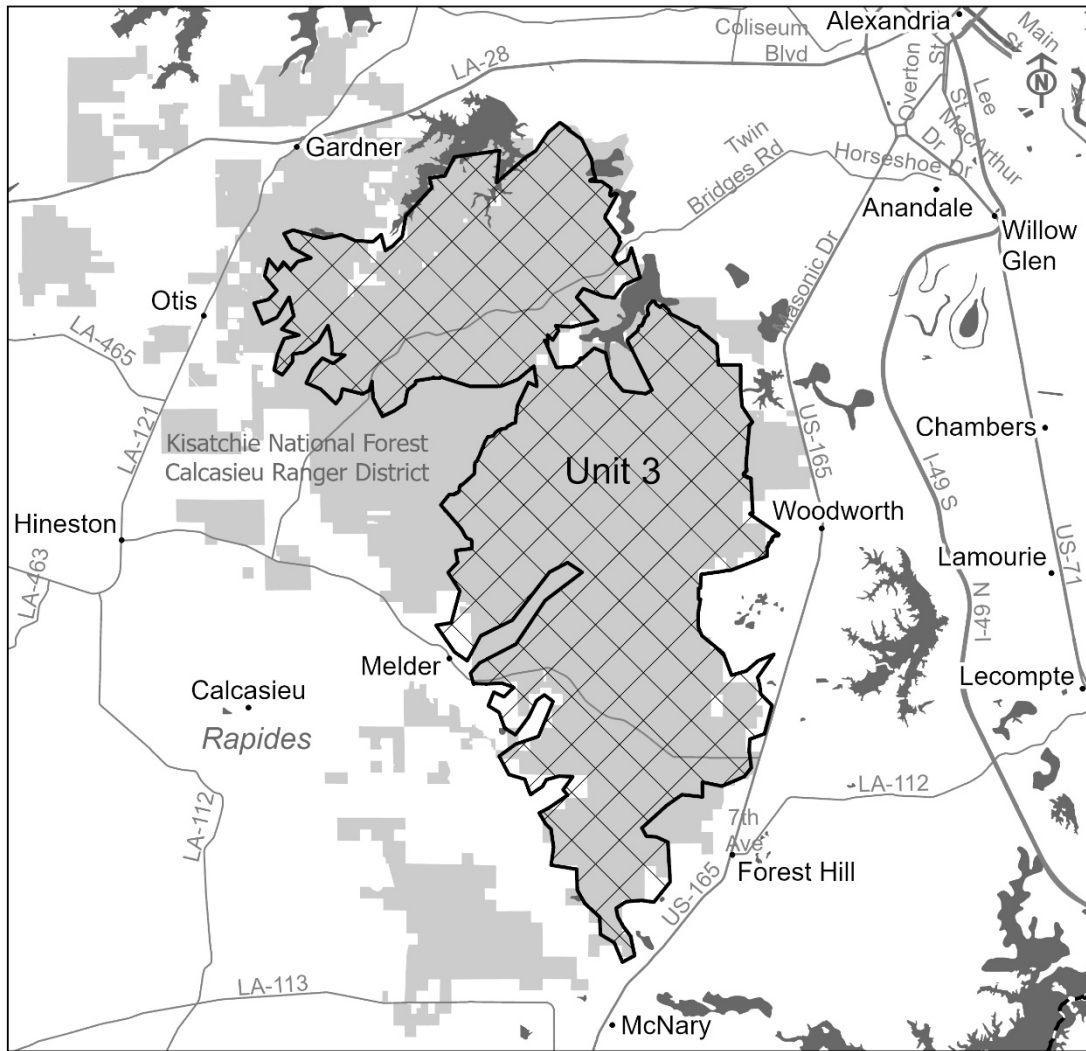 Alexandria
Coliseum
Blvd
Main
St
LA-28
Overton
St
Lee
St
N
Gardner
Twin
Bridges Rd
Dr
MacArthur
Horseshoe Dr
Anandale
Willow
Glen
Masonic Dr
Otis
LA-465
LA-121
Kisatchie National Forest
Calcasieu Ranger District
Unit 3
US-165
Chambers
I-49 S
Woodworth
Hineston
LA-463
Lamourie
US-71
I-49 N
Melder
Calcasieu
Rapides
Lecompte
LA-112
LA-112
7th
Ave
Forest Hill
US-165
LA-113
McNary